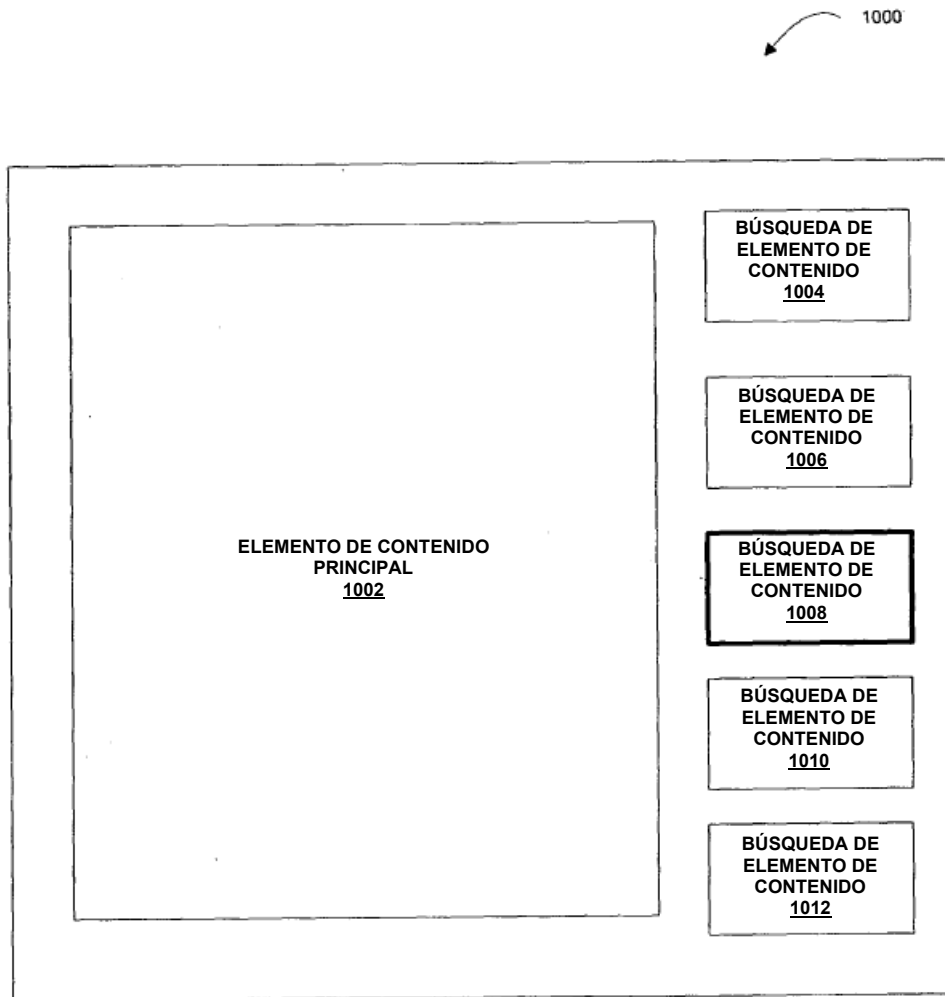 1000
BÚSQUEDA DE
ELEMENTO DE
CONTENIDO
1004
BÚSQUEDA DE
ELEMENTO DE
CONTENIDO
1006
ELEMENTO DE CONTENIDO
PRINCIPAL
1002
BÚSQUEDA DE
ELEMENTO DE
CONTENIDO
1008
BÚSQUEDA DE
ELEMENTO DE
CONTENIDO
1010
BÚSQUEDA DE
ELEMENTO DE
CONTENIDO
1012